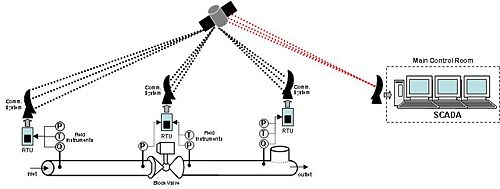 Main Control Room
SCADA
Comm.
System
Comm.
System
Comm.
System
RTU
P
T
Q
Field
Instruments
RTU
P
P
T
Field
Instruments
RTU
P
T
Q
Inlet
Block Valve
outlet